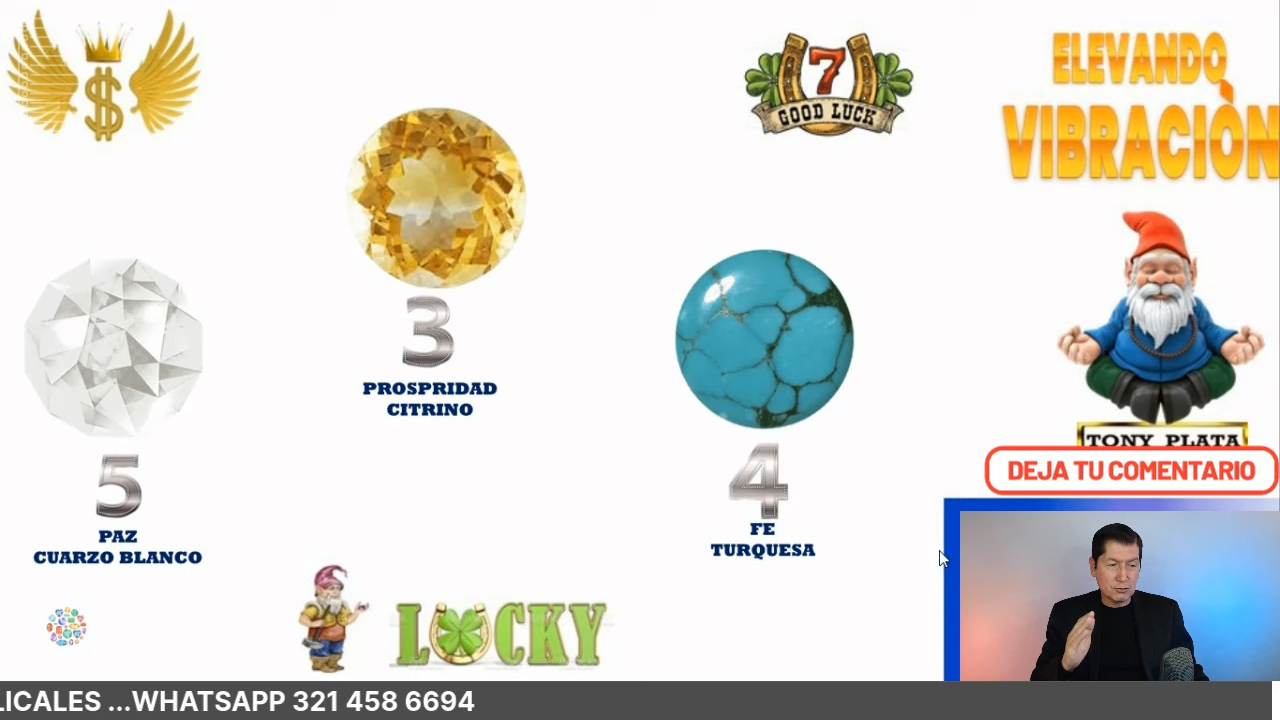 $
7
GOOD LUCK
ELEVANDO
VIBRACIÒN
3
PROSPRIDAD
CITRINO
5
PAZ
CUARZO BLANCO
4
FE
TURQUESA
TONY PLATA
DEJA TU COMENTARIO
LUCKY
LICALES ...WHATSAPP 321 458 6694